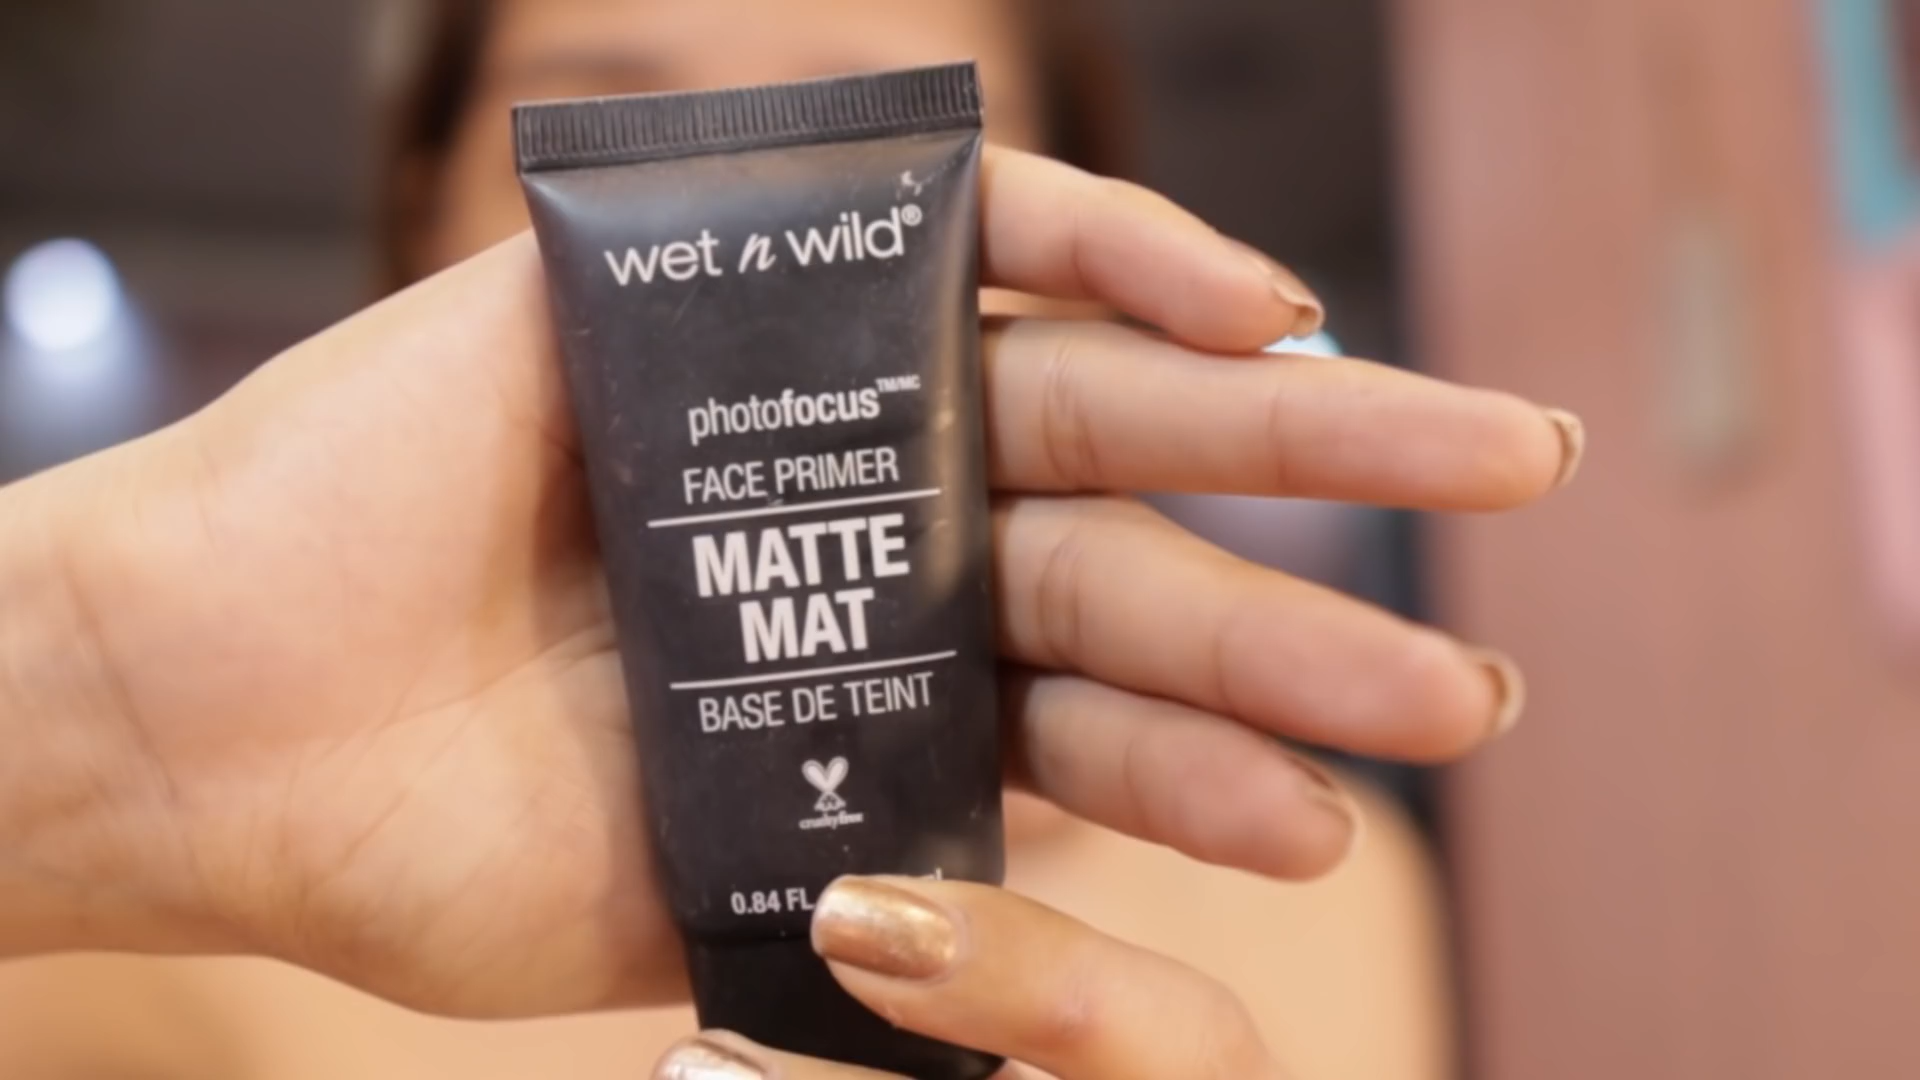 wet n wild®
photofocus™/MC
FACE PRIMER
MATTE
MAT
BASE DE TEINT
crueltyfree
0.84 FL